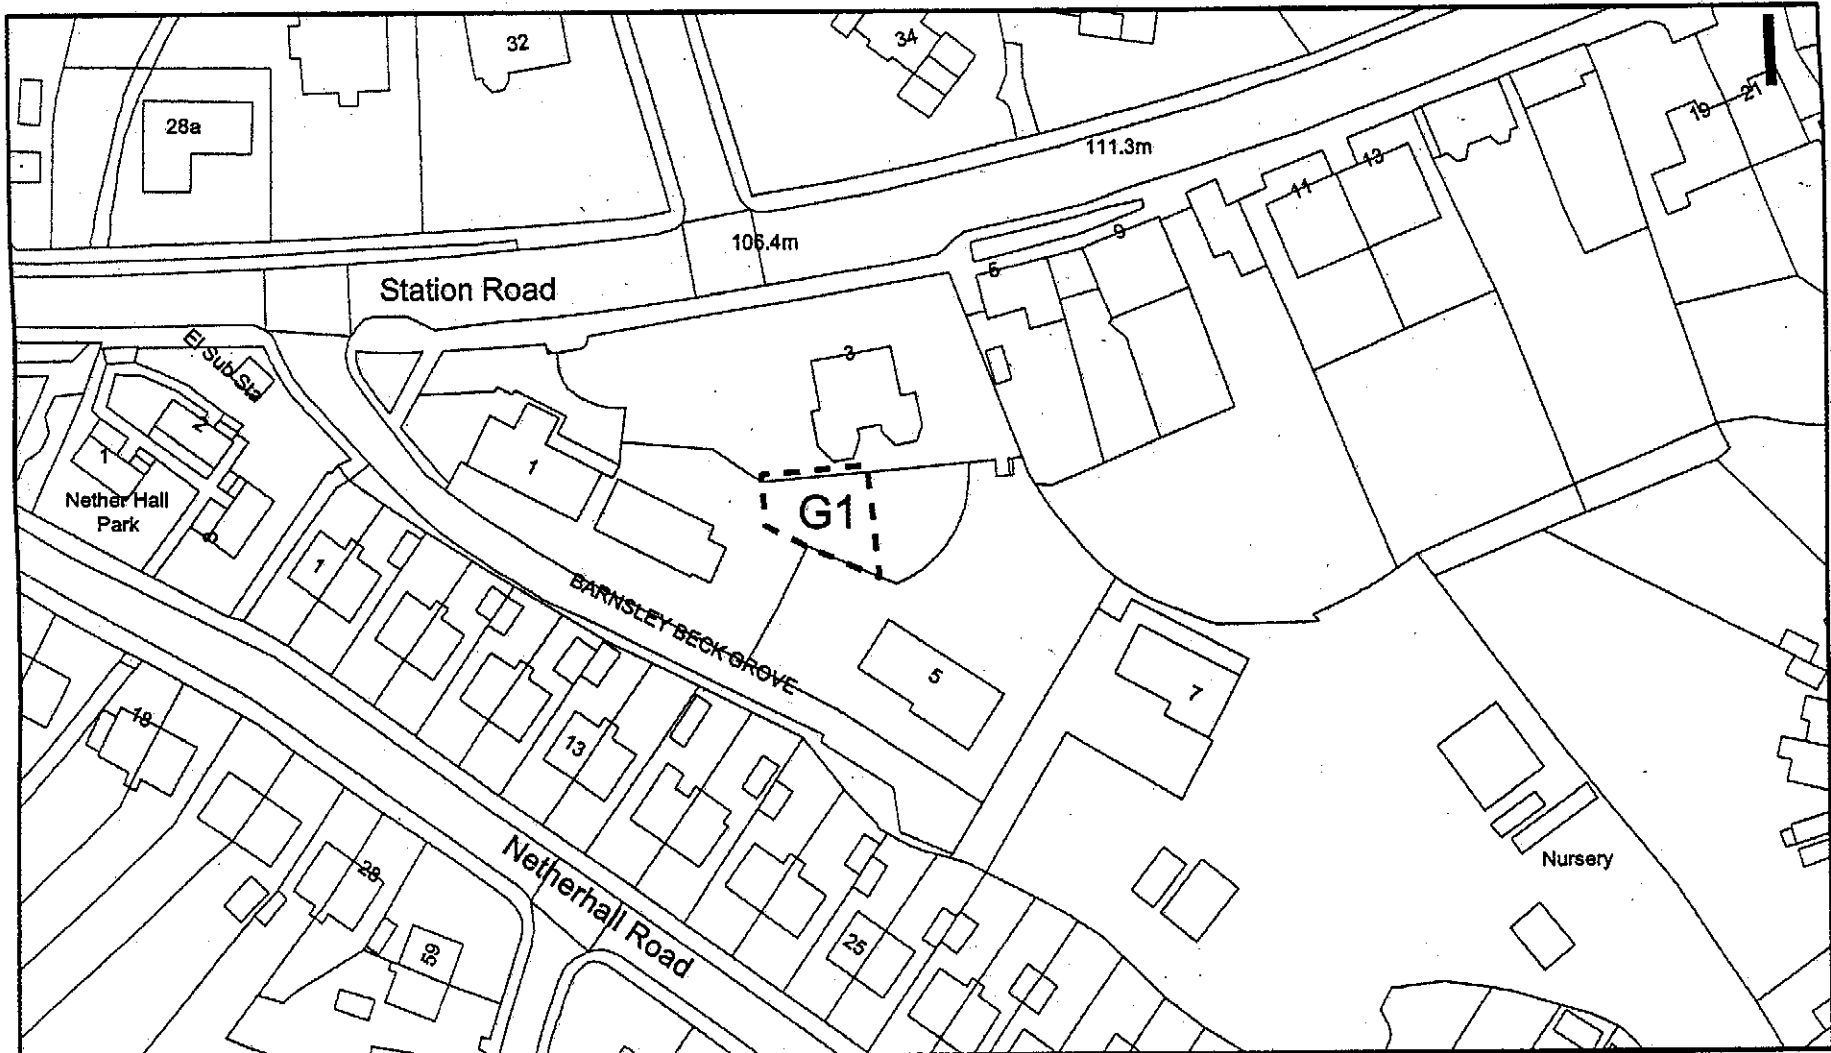 32
34
28a
111.3m
19
21
13
11
9
106.4m
5
Station Road
El Sub Sta
3
2
1
1
Nether Hall
Park
G1
1
BARNSLEY BECK GROVE
5
7
18
13
Nursery
Netherhall Road
28
59
25